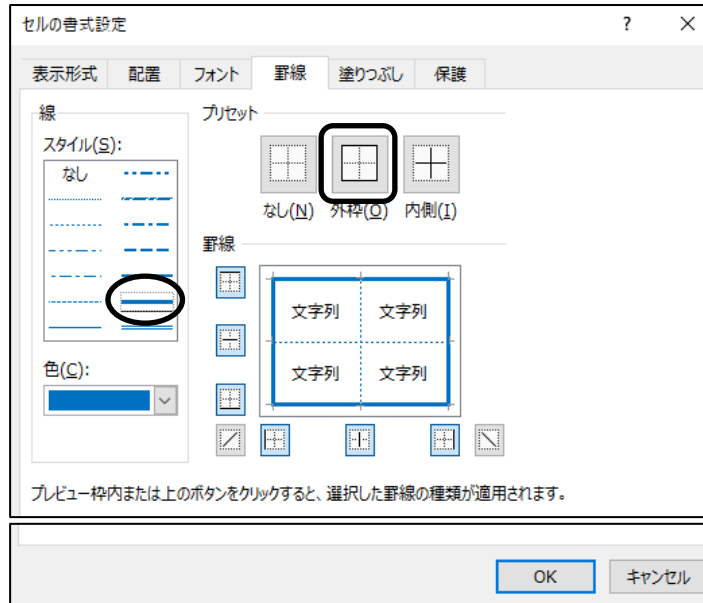 セルの書式設定 ?
表示形式 配置 フォント 罫線 塗りつぶし 保護
線
スタイル(S):
なし
色(C):
プリセット
なし(N) 外枠(O) 内側(I)
罫線
文字列 文字列
文字列 文字列
プレビュー枠内または上のボタンをクリックすると、選択した罫線の種類が適用されます。
OK キャンセル